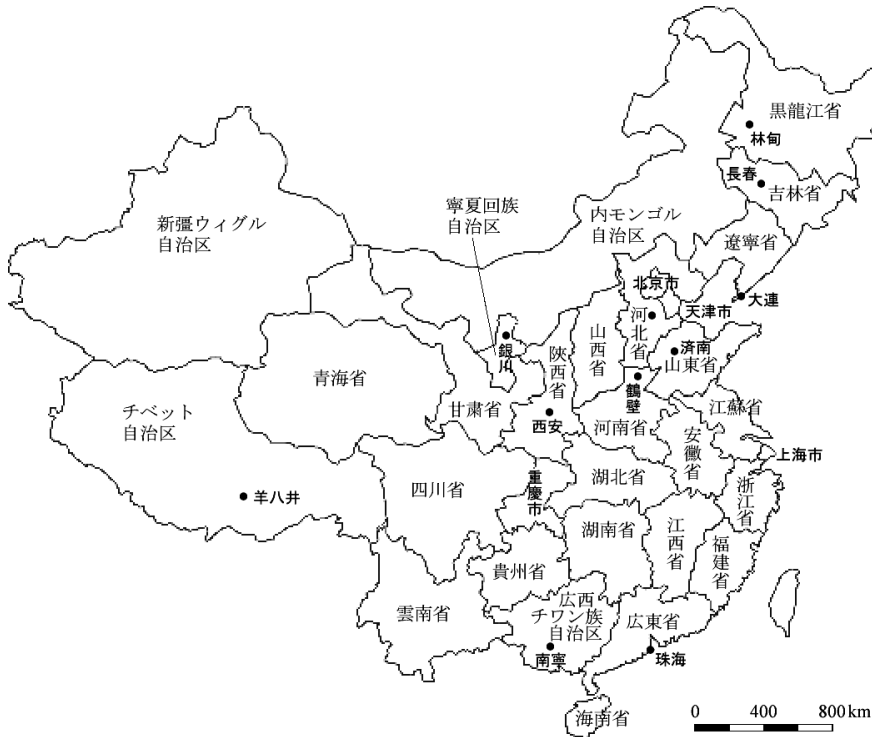 黒龍江省
林甸
長春
吉林省
寧夏回族
自治区
内モンゴル
自治区
新疆ウィグル
自治区
遼寧省
北京市
天津市
大連
河北省
山西省
銀川
陝西省
済南
山東省
青海省
甘粛省
鶴壁
チベット
自治区
西安
河南省
江蘇省
安徽省
上海市
羊八井
四川省
重慶市
湖北省
浙江省
湖南省
江西省
福建省
貴州省
雲南省
広西
チワン族
自治区
広東省
南寧
珠海
海南省
0 400 800km